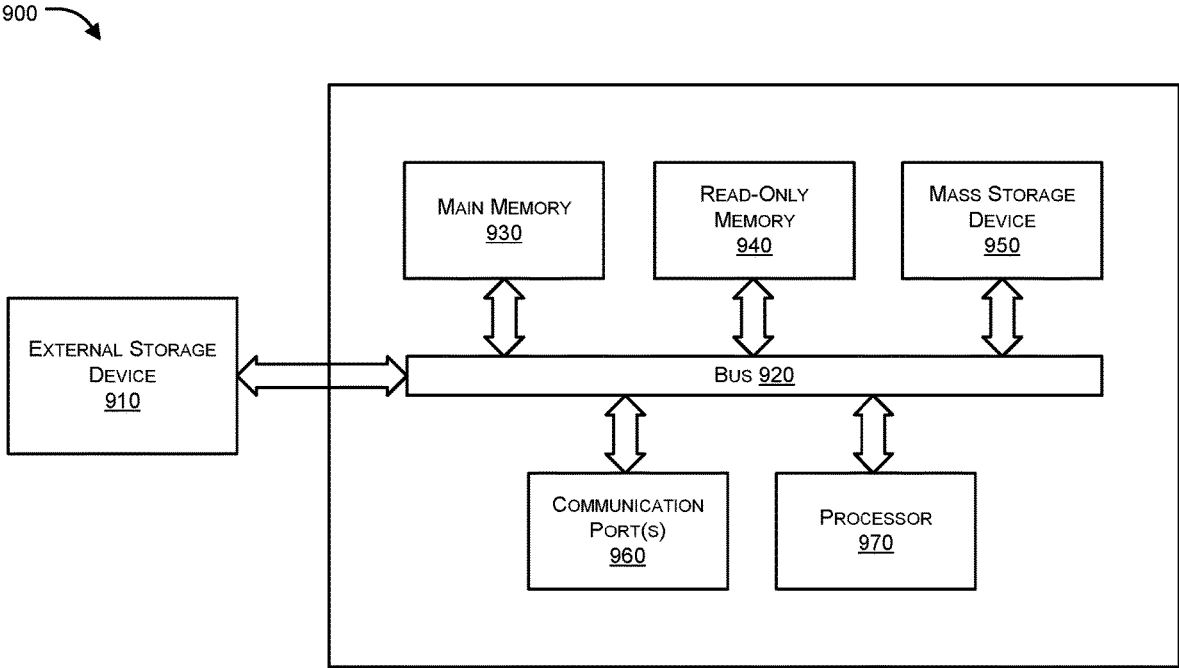 900
MAIN MEMORY
930
READ-ONLY
MEMORY
940
MASS STORAGE
DEVICE
950
EXTERNAL STORAGE
DEVICE
910
BUS 920
COMMUNICATION
PORT(S)
960
PROCESSOR
970